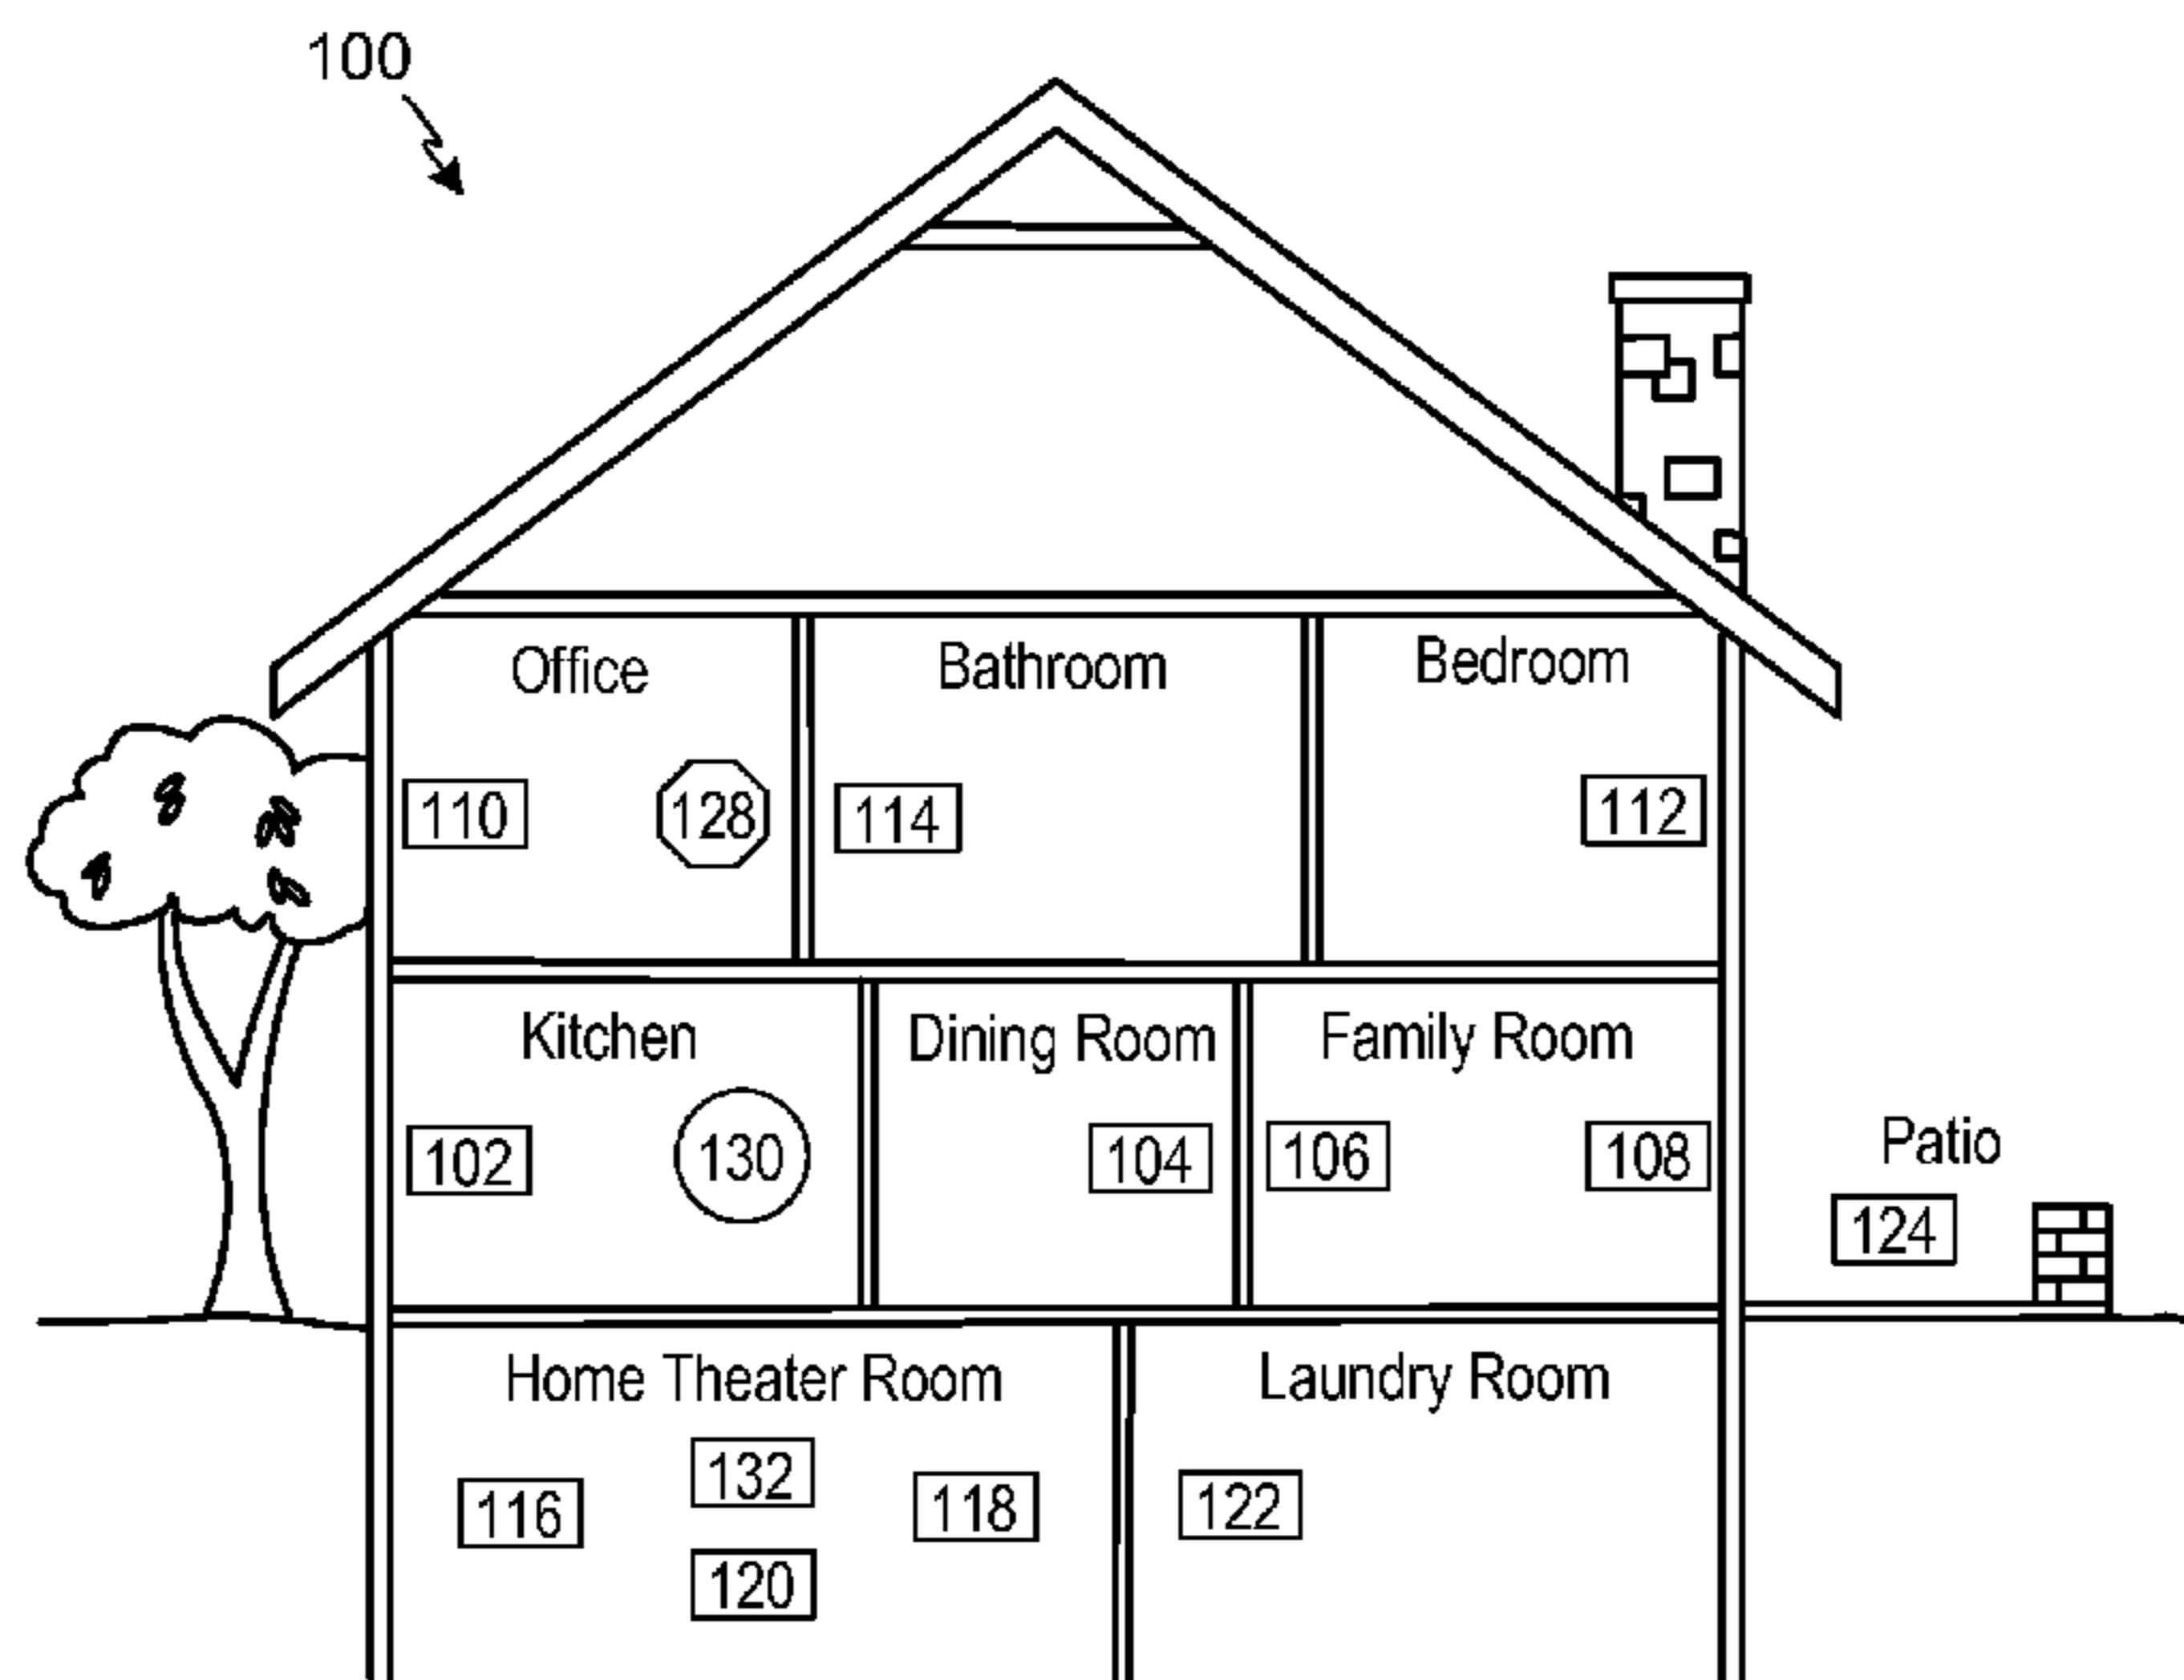 100
Office
Bathroom
Bedroom
110
128
114
112
Kitchen
Dining Room
Family Room
102
130
104
106
108
Patio
124
Home Theater Room
Laundry Room
116
132
118
122
120